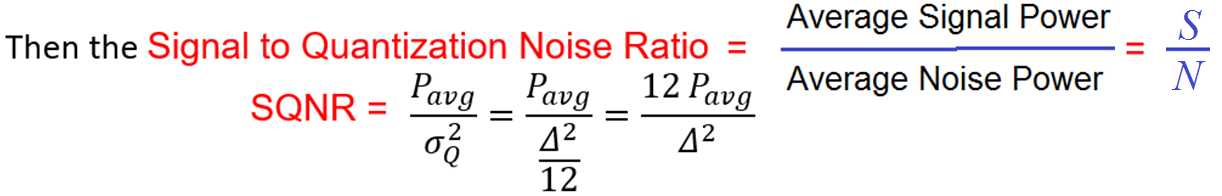 Then the Signal to Quantization Noise Ratio = Average Signal Power / Average Noise Power = S / N
SQNR = P_avg / σ_Q^2 = P_avg / (Δ^2 / 12) = 12 P_avg / Δ^2